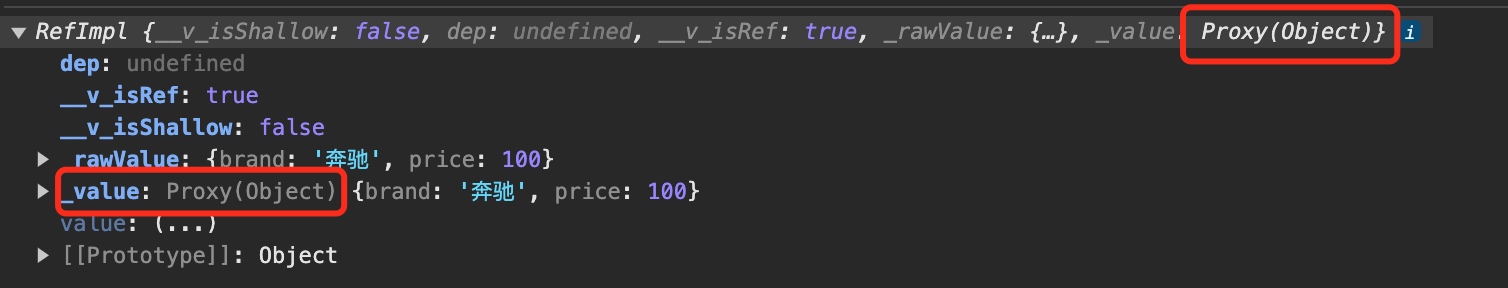 ▼ RefImpl {__v_isShallow: false, dep: undefined, __v_isRef: true, _rawValue: {…}, _value: Proxy(Object)} i
dep: undefined
__v_isRef: true
__v_isShallow: false
▶ _rawValue: {brand: '奔驰', price: 100}
▶ _value: Proxy(Object) {brand: '奔驰', price: 100}
value: (...)
▶ [[Prototype]]: Object